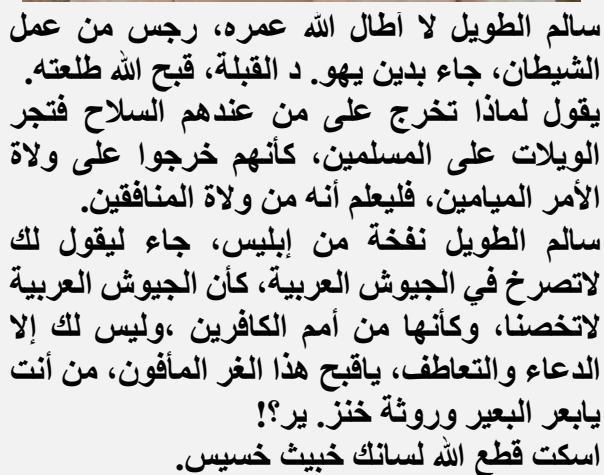 سالم الطويل لا أطال الله عمره، رجس من عمل
الشيطان، جاء بدين يهو. د القبلة، قبح الله طلعته.
يقول لماذا تخرج على من عندهم السلاح فتجر
الويلات على المسلمين، كأنهم خرجوا على ولاة
الأمر الميامين، فليعلم أنه من ولاة المنافقين.
سالم الطويل نفخة من إبليس، جاء ليقول لك
لاتصرخ في الجيوش العربية، كأن الجيوش العربية
لاتخصنا، وكأنها من أمم الكافرين ،وليس لك إلا
الدعاء والتعاطف، ياقبح هذا الغر المأفون، من أنت
يابعر البعير وروثة خنز. ير؟!
اسكت قطع الله لسانك خبيث خسيس.